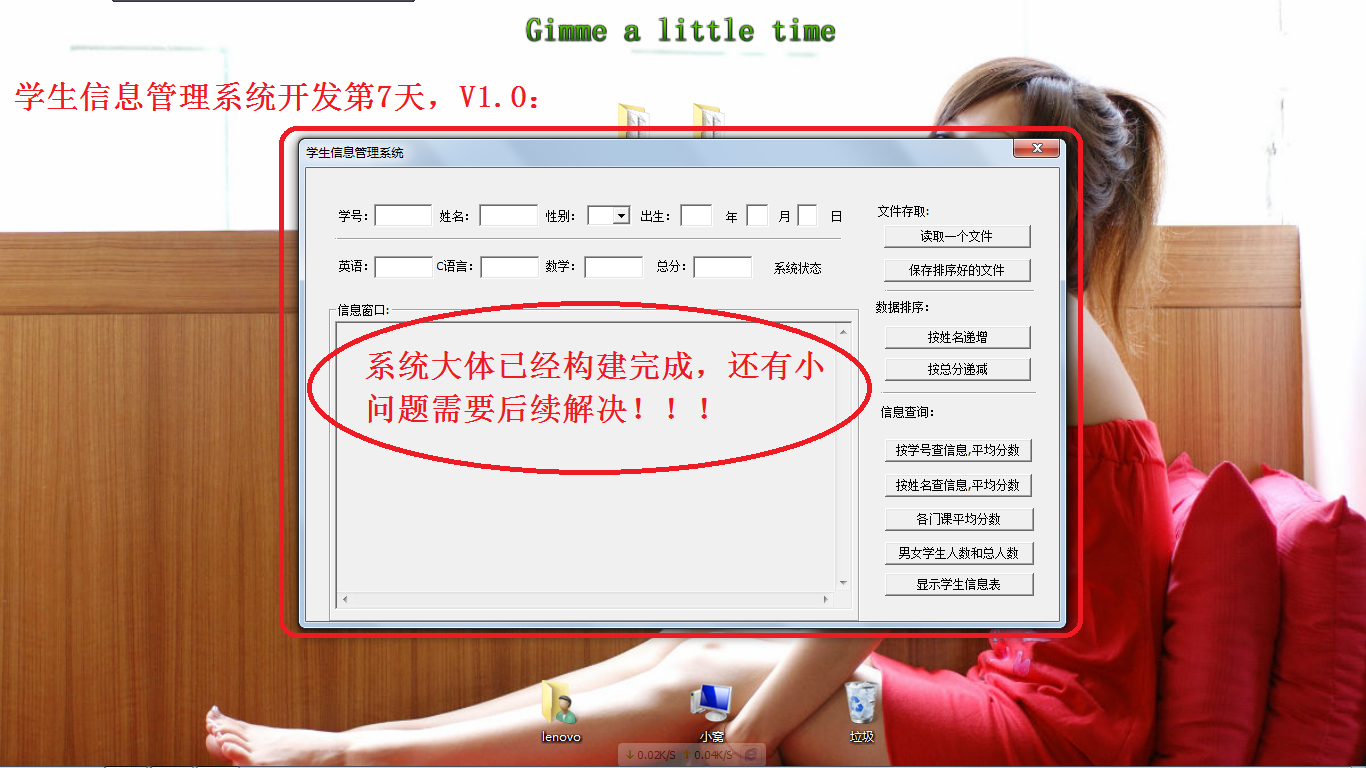 Gimme a little time
学生信息管理系统开发第7天，V1.0：
学生信息管理系统
学号： 姓名： 性别： 出生： 年 月 日
英语： C语言： 数学： 总分： 系统状态
信息窗口：
系统大体已经构建完成，还有小
问题需要后续解决！！！
文件存取：
读取一个文件
保存排序好的文件
数据排序：
按姓名递增
按总分递减
信息查询：
按学号查信息,平均分数
按姓名查信息,平均分数
各门课平均分数
男女学生人数和总人数
显示学生信息表
lenovo 小窝 垃圾
↓ 0.02K/S ↑ 0.04K/S